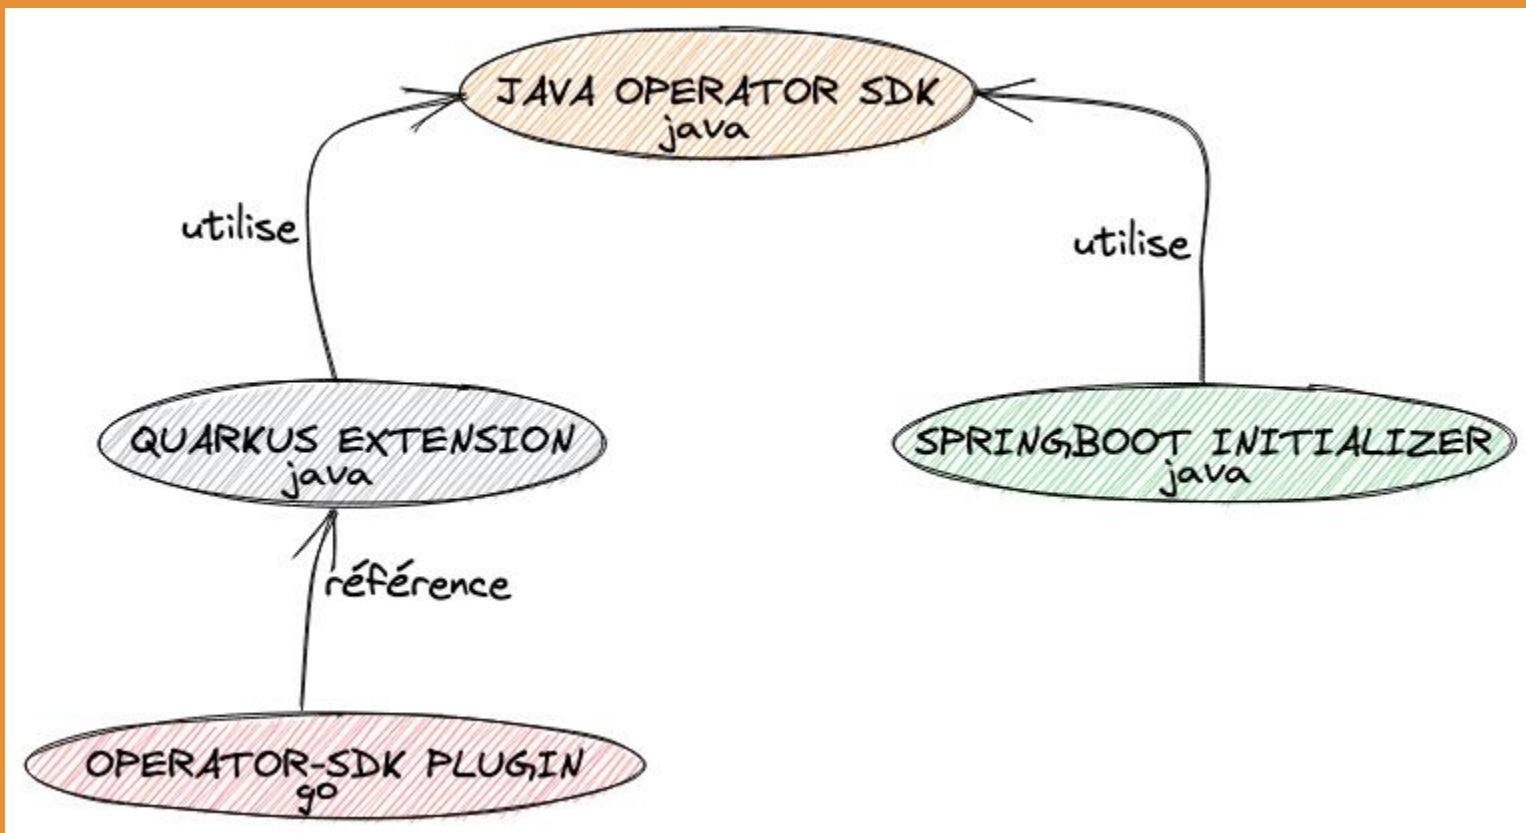 JAVA OPERATOR SDK
java
utilise
utilise
QUARKUS EXTENSION
java
SPRINGBOOT INITIALIZER
java
référence
OPERATOR-SDK PLUGIN
go